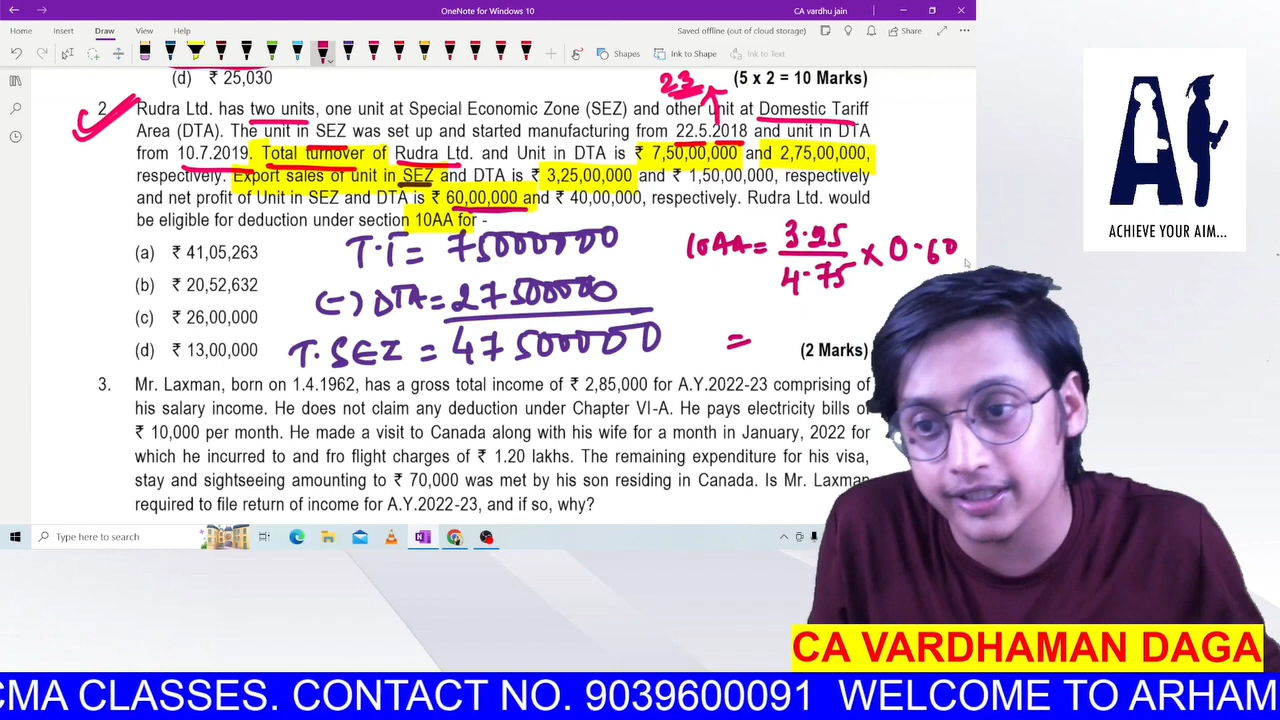 OneNote for Windows 10
CA vardhu jain
Home Insert Draw View Help
Saved offline (out of cloud storage)
Share
Shapes
Ink to Shape
Ink to Text
(d) ₹ 25,030
23
(5 x 2 = 10 Marks)
2. Rudra Ltd. has two units, one unit at Special Economic Zone (SEZ) and other unit at Domestic Tariff
Area (DTA). The unit in SEZ was set up and started manufacturing from 22.5.2018 and unit in DTA
from 10.7.2019. Total turnover of Rudra Ltd. and Unit in DTA is ₹ 7,50,00,000 and 2,75,00,000,
respectively. Export sales of unit in SEZ and DTA is ₹ 3,25,00,000 and ₹ 1,50,00,000, respectively
and net profit of Unit in SEZ and DTA is ₹ 60,00,000 and ₹ 40,00,000, respectively. Rudra Ltd. would
be eligible for deduction under section 10AA for -
(a) ₹ 41,05,263
(b) ₹ 20,52,632
(c) ₹ 26,00,000
(d) ₹ 13,00,000
T.T = 75000000
(-) DTA = 27500000
T.SEZ = 47500000
10AA = 3.25
4.75
x 0.60
=
(2 Marks)
3. Mr. Laxman, born on 1.4.1962, has a gross total income of ₹ 2,85,000 for A.Y.2022-23 comprising of
his salary income. He does not claim any deduction under Chapter VI-A. He pays electricity bills of
₹ 10,000 per month. He made a visit to Canada along with his wife for a month in January, 2022 for
which he incurred to and fro flight charges of ₹ 1.20 lakhs. The remaining expenditure for his visa,
stay and sightseeing amounting to ₹ 70,000 was met by his son residing in Canada. Is Mr. Laxman
required to file return of income for A.Y.2022-23, and if so, why?
Type here to search
A
ACHIEVE YOUR AIM...
CA VARDHAMAN DAGA
CMA CLASSES. CONTACT NO. 9039600091 WELCOME TO ARHAM